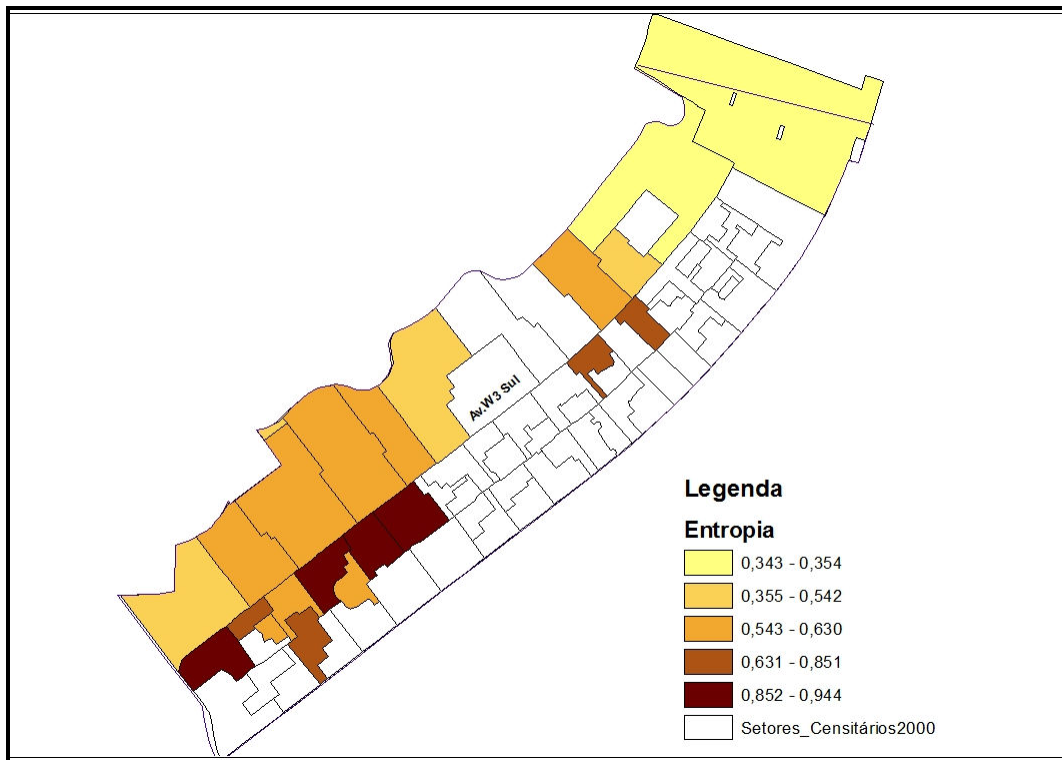 Av.W3 Sul
Legenda
Entropia
0,343 - 0,354
0,355 - 0,542
0,543 - 0,630
0,631 - 0,851
0,852 - 0,944
Setores_Censitários2000